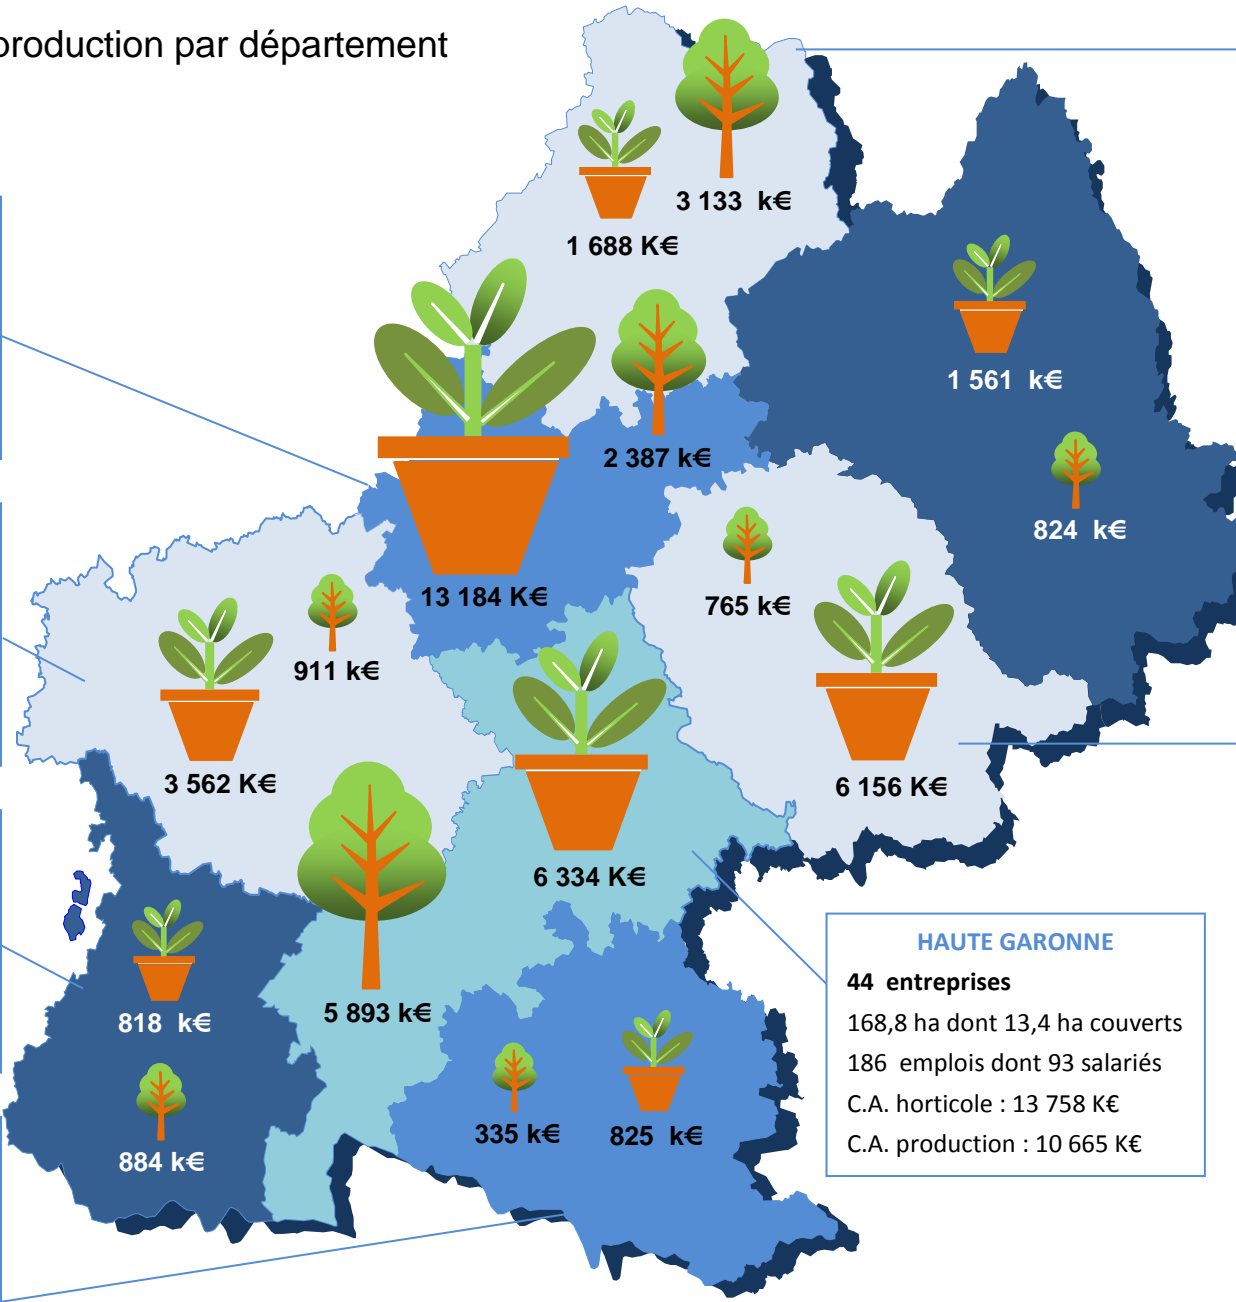 production par département
3 133 k€
1 688 K€
1 561 k€
2 387 k€
824 k€
13 184 K€
765 k€
911 k€
3 562 K€
6 156 K€
6 334 K€
818 k€
5 893 k€
335 k€
825 k€
884 k€
HAUTE GARONNE
44 entreprises
168,8 ha dont 13,4 ha couverts
186 emplois dont 93 salariés
C.A. horticole : 13 758 K€
C.A. production : 10 665 K€